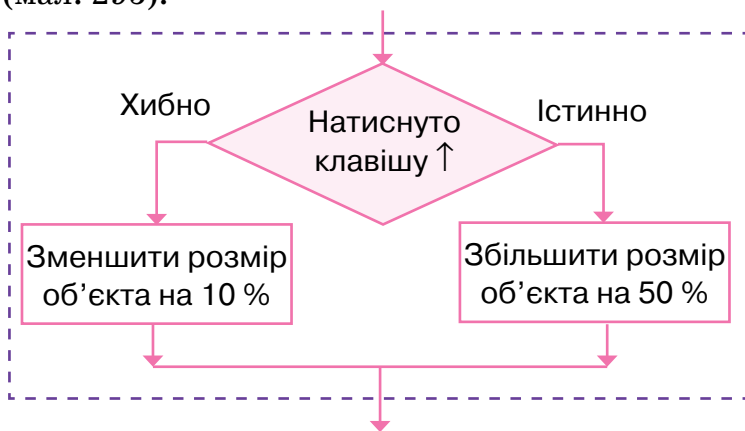 Хибно
Істинно
Натиснуто
клавішу ↑
Зменшити розмір
об’єкта на 10 %
Збільшити розмір
об’єкта на 50 %